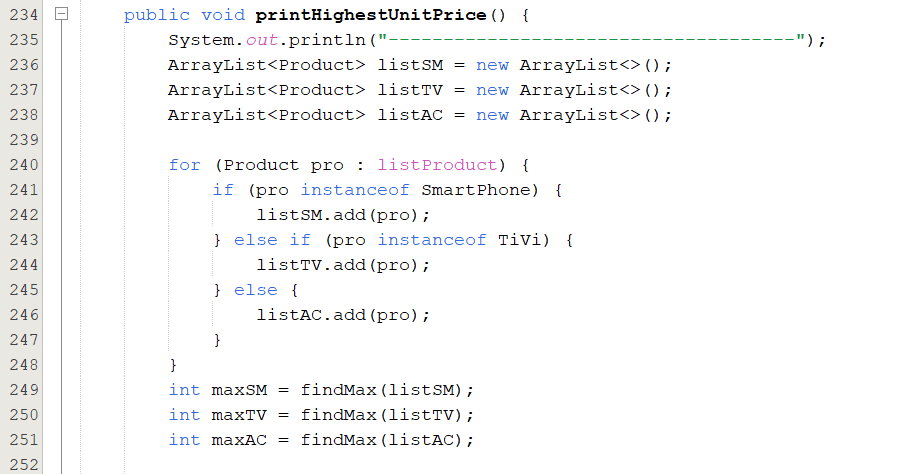 234 public void printHighestUnitPrice() {
235 System.out.println("-------------------------------------");
236 ArrayList<Product> listSM = new ArrayList<>();
237 ArrayList<Product> listTV = new ArrayList<>();
238 ArrayList<Product> listAC = new ArrayList<>();
239
240 for (Product pro : listProduct) {
241 if (pro instanceof SmartPhone) {
242 listSM.add(pro);
243 } else if (pro instanceof TiVi) {
244 listTV.add(pro);
245 } else {
246 listAC.add(pro);
247 }
248 }
249 int maxSM = findMax(listSM);
250 int maxTV = findMax(listTV);
251 int maxAC = findMax(listAC);
252